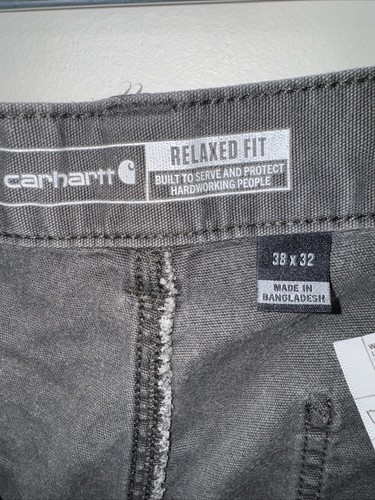 carhartt
RELAXED FIT
BUILT TO SERVE AND PROTECT
HARDWORKING PEOPLE
38 x 32
MADE IN
BANGLADESH